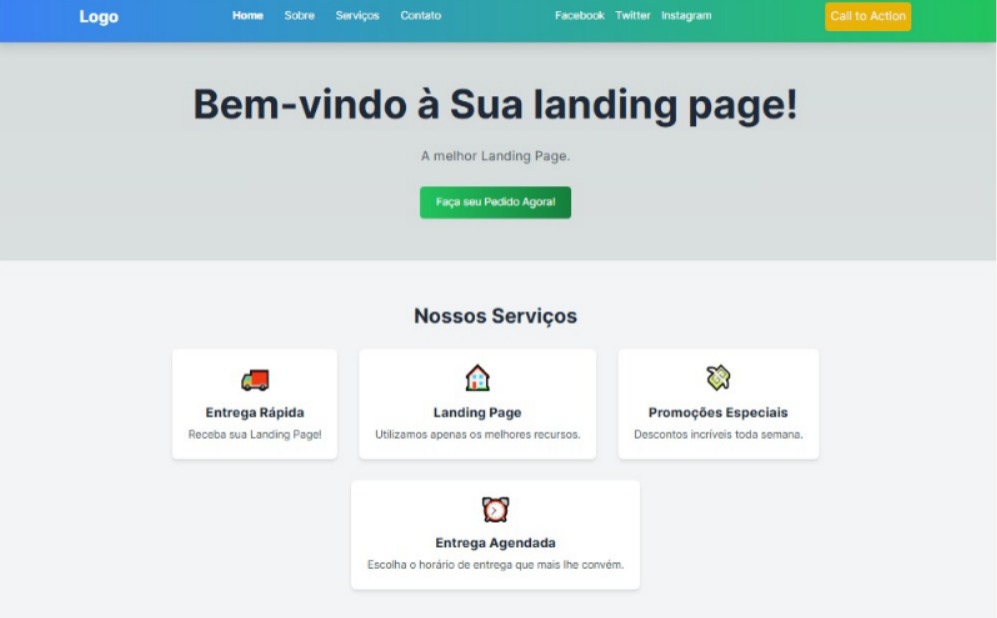 Logo Home Sobre Serviços Contato Facebook Twitter Instagram Call to Action
Bem-vindo à Sua landing page!
A melhor Landing Page.
Faça seu Pedido Agora!
Nossos Serviços
Entrega Rápida
Receba sua Landing Page!
Landing Page
Utilizamos apenas os melhores recursos.
Promoções Especiais
Descontos incríveis toda semana.
Entrega Agendada
Escolha o horário de entrega que mais lhe convém.